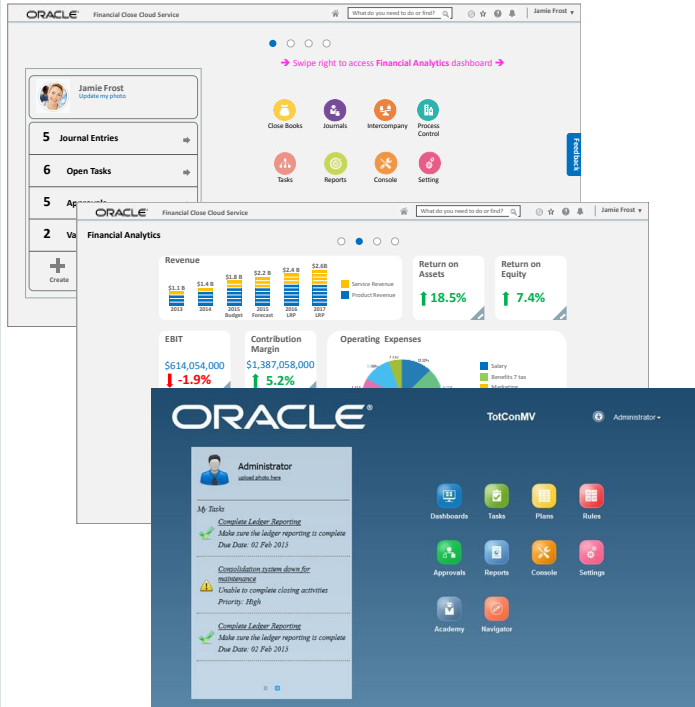 ORACLE Financial Close Cloud Service
What do you need to do or find?
Jamie Frost
➔ Swipe right to access Financial Analytics dashboard ➔
Jamie Frost
Update my photo
5 Journal Entries
6 Open Tasks
5
2
Create
Close Books Journals Intercompany Process
Control
Tasks Reports Console Setting
Feedback
ORACLE Financial Close Cloud Service
What do you need to do or find?
Jamie Frost
Financial Analytics
Revenue
$1.1 B $1.4 B $1.8 B $2.2 B $2.4 B $2.6B
2013 2014 2015 2015 2016 2017
Budget Forecast LRP LRP
Service Revenue
Product Revenue
Return on
Assets
18.5%
Return on
Equity
7.4%
EBIT
$614,054,000
-1.9%
Contribution
Margin
$1,387,058,000
5.2%
Operating Expenses
Salary
Benefits 7 tax
Marketing
ORACLE®
TotConMV
Administrator
Administrator
upload photo here
My Tasks
Complete Ledger Reporting
Make sure the ledger reporting is complete
Due Date: 02 Feb 2015
Consolidation system down for
maintenance
Unable to complete closing activities
Priority: High
Complete Ledger Reporting
Make sure the ledger reporting is complete
Due Date: 02 Feb 2015
Dashboards Tasks Plans Rules
Approvals Reports Console Settings
Academy Navigator